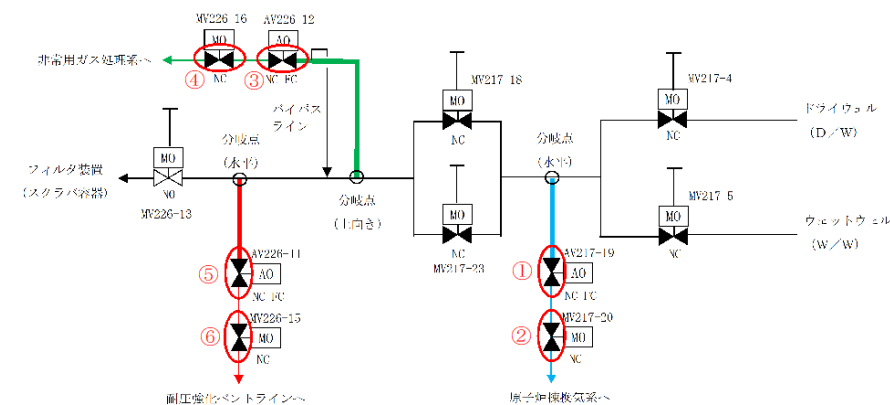 MV226-16
AV226-12
MO
AO
非常用ガス処理系へ
④
NC
③
NC FC
バイパス
ライン
MV217-18
MO
NC
MV217-4
MO
NC
ドライウェル
(D/W)
分岐点
(水平)
分岐点
(水平)
フィルタ装置
(スクラバ容器)
MO
NO
MV226-13
分岐点
(上向き)
MO
NC
MV217-23
MV217-5
MO
NC
ウェットウェル
(W/W)
AV226-11
⑤
AO
NC FC
AV217-19
①
AO
NC FC
MV226-15
⑥
MO
NC
MV217-20
②
MO
NC
耐圧強化ベントラインへ
原子炉棟換気系へ